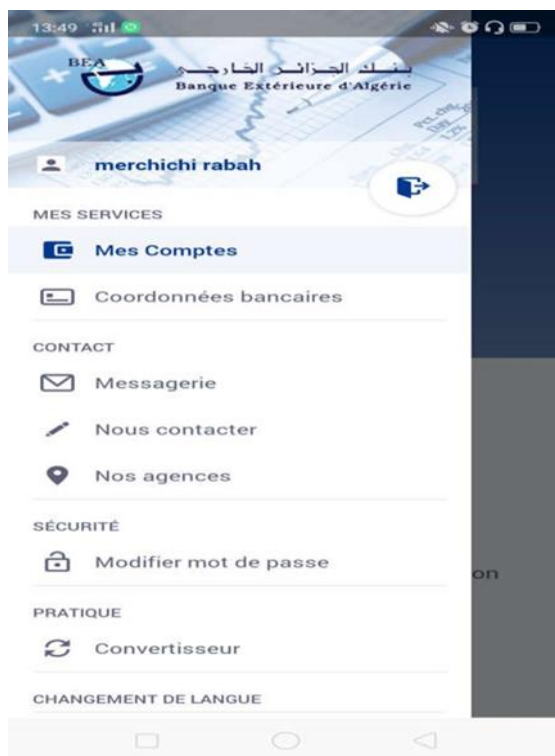 13:49
BEA
بنك الجزائر الخارجي
Banque Extérieure d'Algérie
merchichi rabah
MES SERVICES
Mes Comptes
Coordonnées bancaires
CONTACT
Messagerie
Nous contacter
Nos agences
SÉCURITÉ
Modifier mot de passe
on
PRATIQUE
Convertisseur
CHANGEMENT DE LANGUE